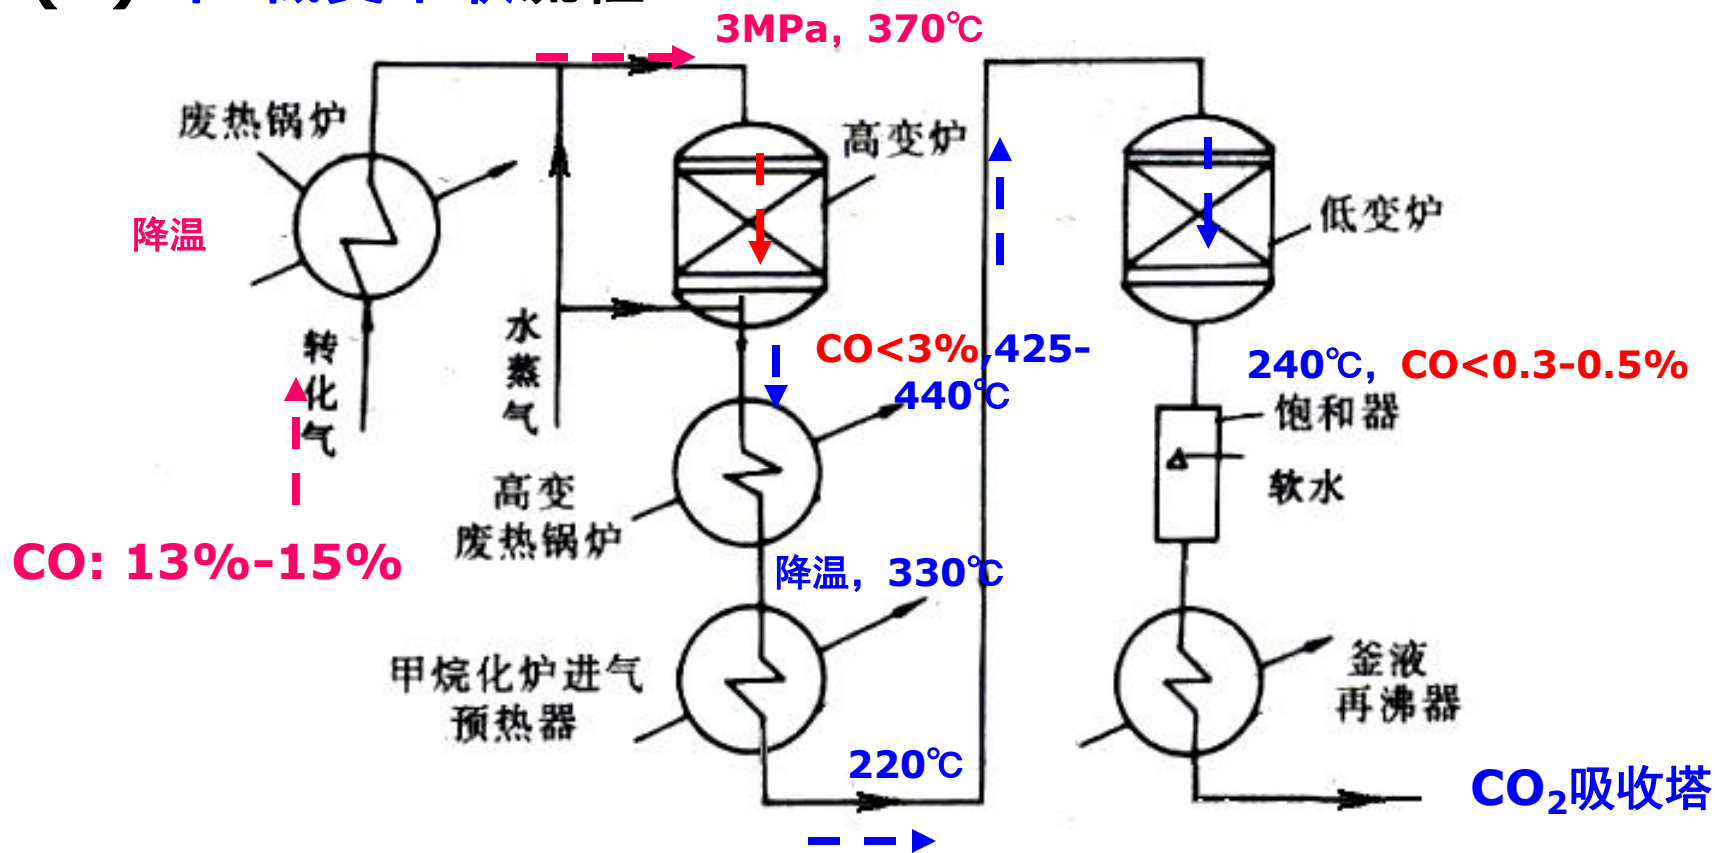 3MPa，370℃
废热锅炉
高变炉
降温
低变炉
转化气
水蒸气
CO<3%,425-
440℃
240℃，CO<0.3-0.5%
饱和器
软水
高变
废热锅炉
CO: 13%-15%
降温，330℃
甲烷化炉进气
预热器
釜液
再沸器
220℃
CO₂吸收塔